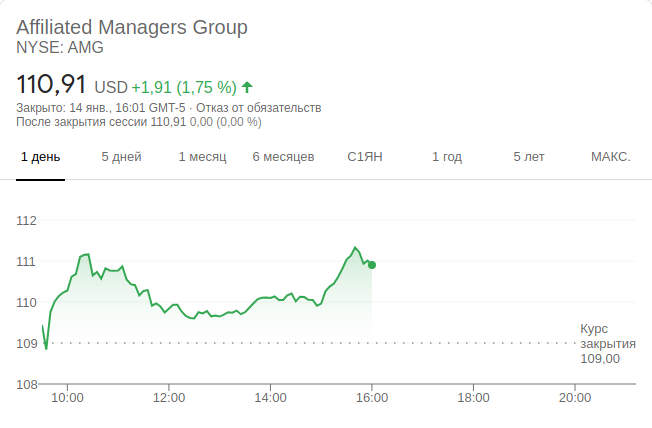 Affiliated Managers Group
NYSE: AMG
110,91 USD +1,91 (1,75 %)
Закрыто: 14 янв., 16:01 GMT-5 · Отказ от обязательств
После закрытия сессии 110,91 0,00 (0,00 %)
1 день 5 дней 1 месяц 6 месяцев С1ЯН 1 год 5 лет МАКС.
112
111
110
109
108
Курс
закрытия
109,00
10:00 12:00 14:00 16:00 18:00 20:00